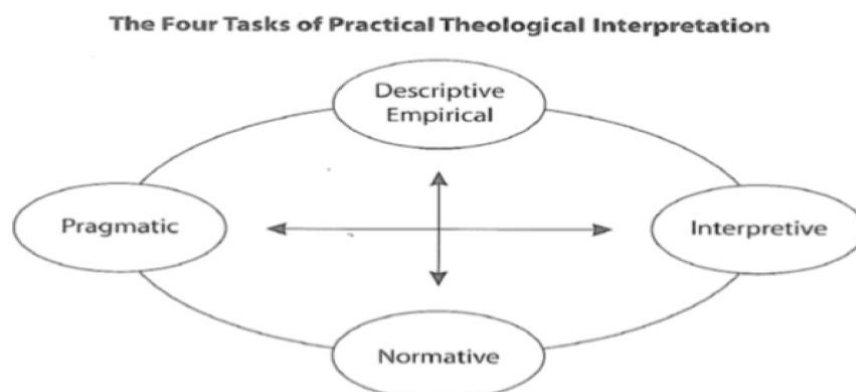 The Four Tasks of Practical Theological Interpretation
Descriptive
Empirical
Pragmatic
Interpretive
Normative